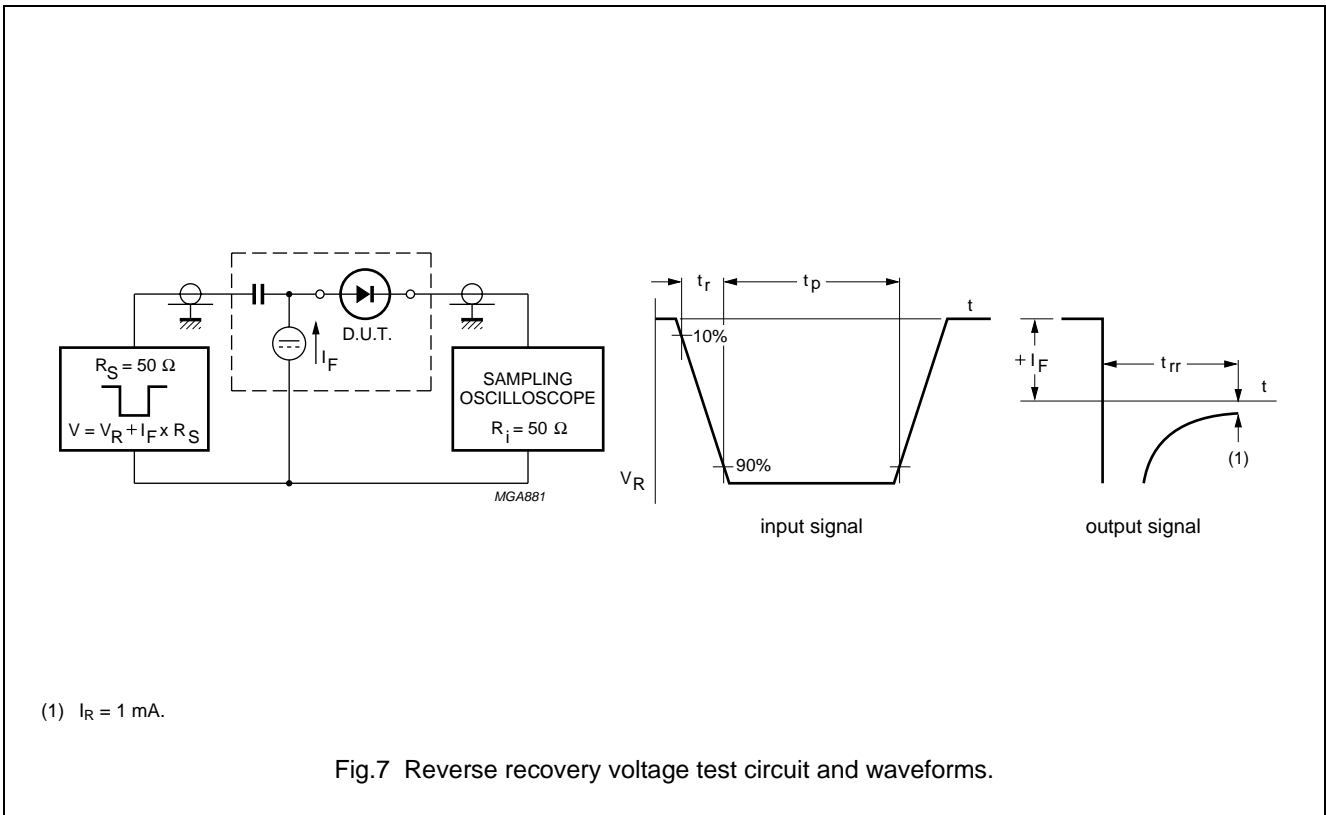 D.U.T.
I_F
R_S = 50 Ω
V = V_R + I_F x R_S
SAMPLING
OSCILLOSCOPE
R_i = 50 Ω
MGA881
t_r
t_p
t
10%
90%
V_R
input signal
+ I_F
t_rr
t
(1)
output signal
(1) I_R = 1 mA.
Fig.7 Reverse recovery voltage test circuit and waveforms.